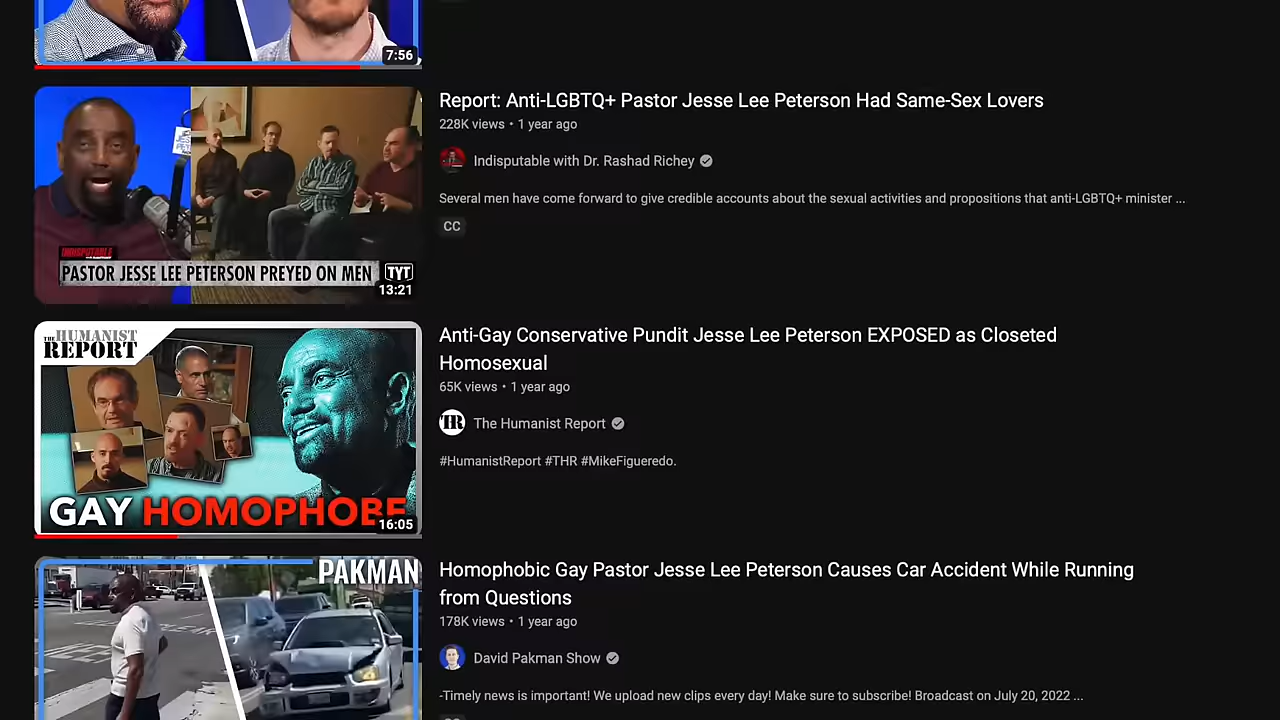 7:56
Report: Anti-LGBTQ+ Pastor Jesse Lee Peterson Had Same-Sex Lovers
228K views • 1 year ago
Indisputable with Dr. Rashad Richey
Several men have come forward to give credible accounts about the sexual activities and propositions that anti-LGBTQ+ minister ...
CC
INDISPUTABLE
PASTOR JESSE LEE PETERSON PREYED ON MEN
TYT
13:21
THE HUMANIST
REPORT
GAY HOMOPHOBE
16:05
Anti-Gay Conservative Pundit Jesse Lee Peterson EXPOSED as Closeted
Homosexual
65K views • 1 year ago
THR
The Humanist Report
#HumanistReport #THR #MikeFigueredo.
PAKMAN
Homophobic Gay Pastor Jesse Lee Peterson Causes Car Accident While Running
from Questions
178K views • 1 year ago
David Pakman Show
-Timely news is important! We upload new clips every day! Make sure to subscribe! Broadcast on July 20, 2022 ...